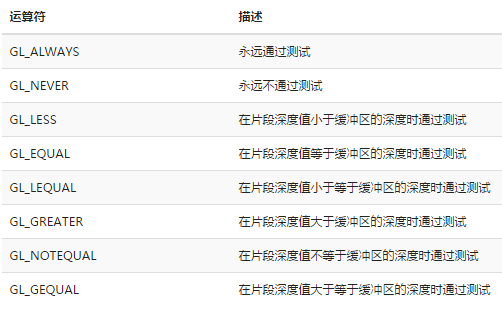 运算符 描述
GL_ALWAYS 永远通过测试
GL_NEVER 永远不通过测试
GL_LESS 在片段深度值小于缓冲区的深度时通过测试
GL_EQUAL 在片段深度值等于缓冲区的深度时通过测试
GL_LEQUAL 在片段深度值小于等于缓冲区的深度时通过测试
GL_GREATER 在片段深度值大于缓冲区的深度时通过测试
GL_NOTEQUAL 在片段深度值不等于缓冲区的深度时通过测试
GL_GEQUAL 在片段深度值大于等于缓冲区的深度时通过测试